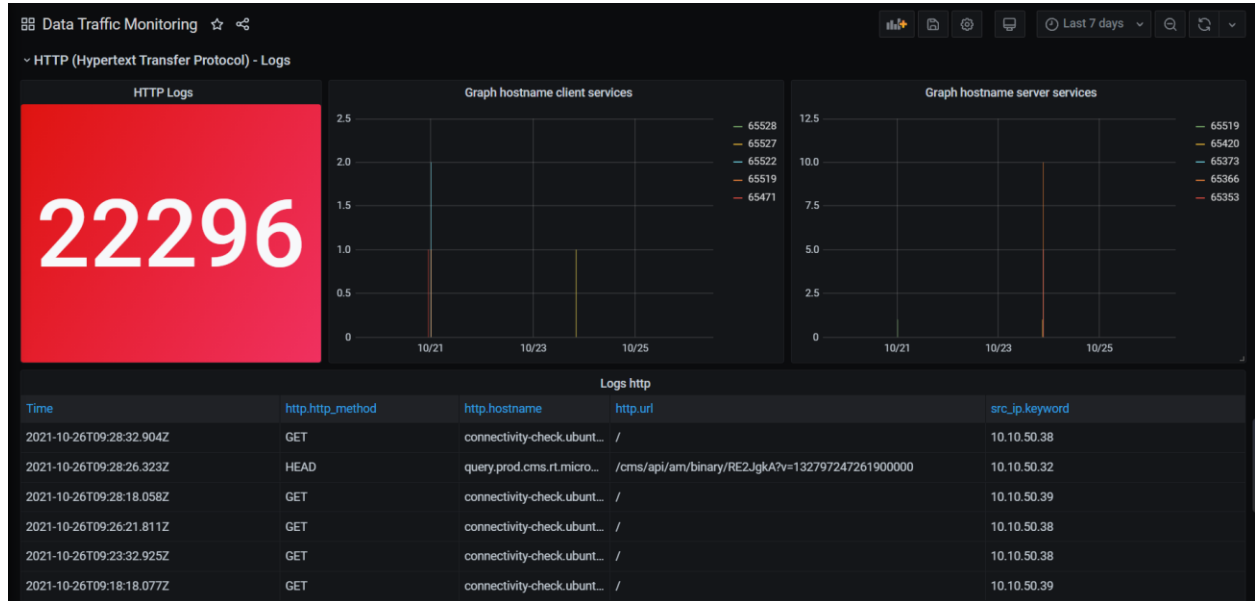 Data Traffic Monitoring
Last 7 days
HTTP (Hypertext Transfer Protocol) - Logs
HTTP Logs
22296
Graph hostname client services
2.5
2.0
1.5
1.0
0.5
0
10/21 10/23 10/25
65528
65527
65522
65519
65471
Graph hostname server services
12.5
10.0
7.5
5.0
2.5
0
10/21 10/23 10/25
65519
65420
65373
65366
65353
Logs http
Time http.http_method http.hostname http.url src_ip.keyword
2021-10-26T09:28:32.904Z GET connectivity-check.ubunt... / 10.10.50.38
2021-10-26T09:28:26.323Z HEAD query.prod.cms.rt.micro... /cms/api/am/binary/RE2JgkA?v=132797247261900000 10.10.50.32
2021-10-26T09:28:18.058Z GET connectivity-check.ubunt... / 10.10.50.39
2021-10-26T09:26:21.811Z GET connectivity-check.ubunt... / 10.10.50.38
2021-10-26T09:23:32.925Z GET connectivity-check.ubunt... / 10.10.50.38
2021-10-26T09:18:18.077Z GET connectivity-check.ubunt... / 10.10.50.39